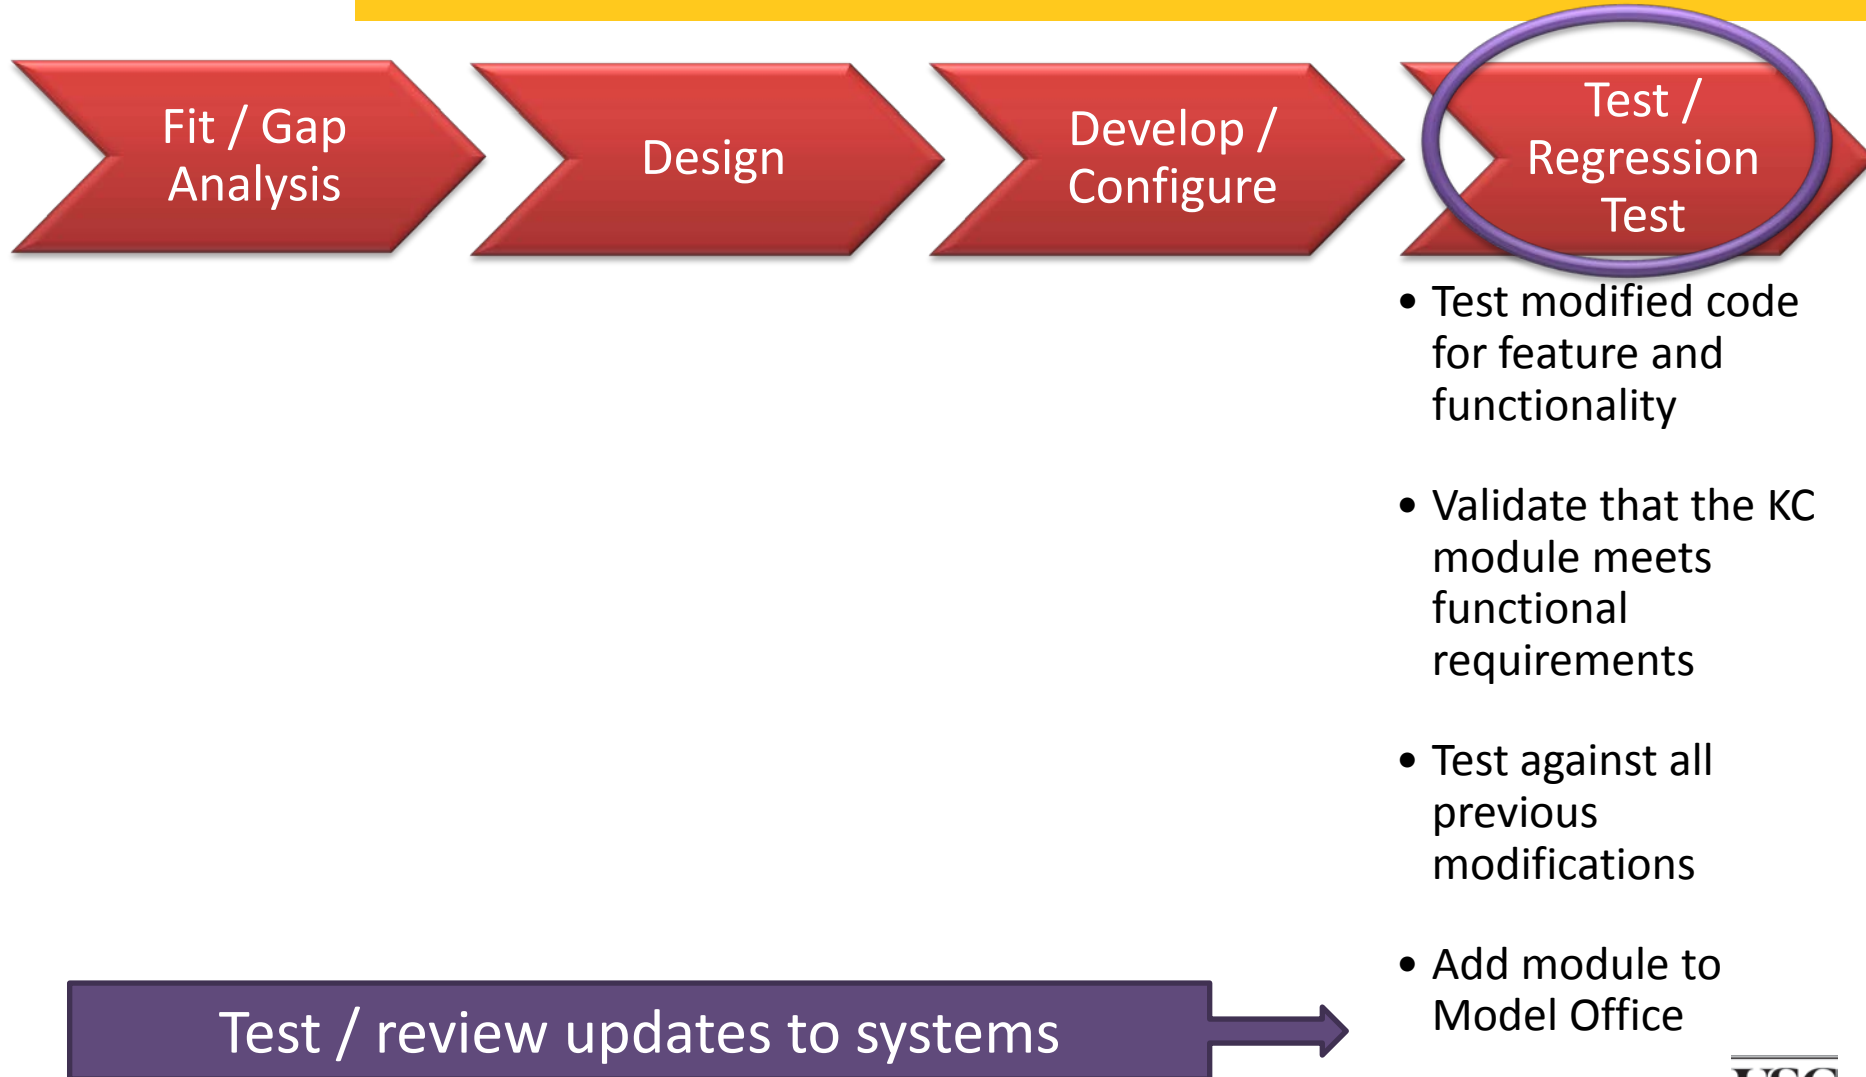 Fit / Gap
Analysis
Design
Develop /
Configure
Test /
Regression
Test
• Test modified code
for feature and
functionality
• Validate that the KC
module meets
functional
requirements
• Test against all
previous
modifications
• Add module to
Model Office
Test / review updates to systems
USC